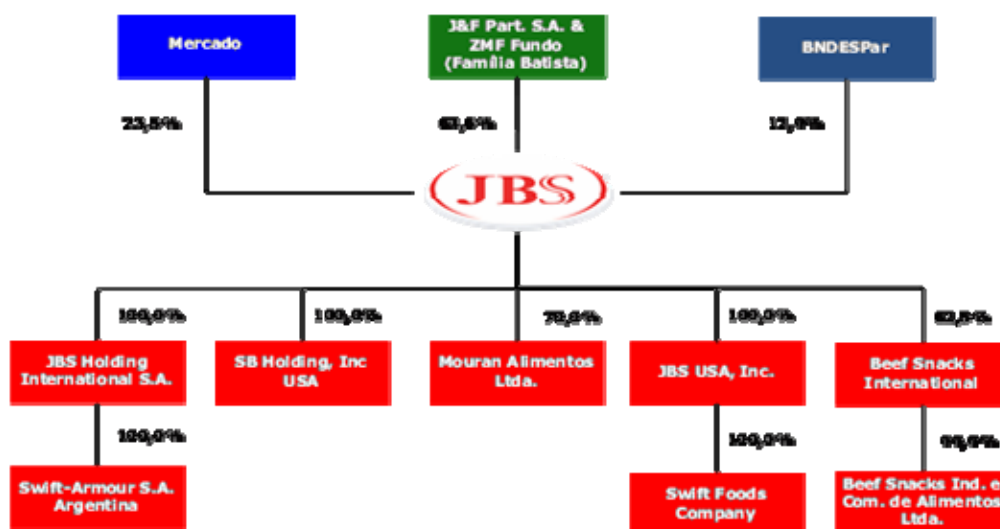 Mercado
J&F Part. S.A. &
ZMF Fundo
(Família Batista)
BNDESPar
JBS
100,0%
100,0%
100,0%
JBS Holding
International S.A.
SB Holding, Inc
USA
Mouran Alimentos
Ltda.
JBS USA, Inc.
Beef Snacks
International
100,0%
100,0%
Swift-Armour S.A.
Argentina
Swift Foods
Company
Beef Snacks Ind. e
Com. de Alimentos
Ltda.